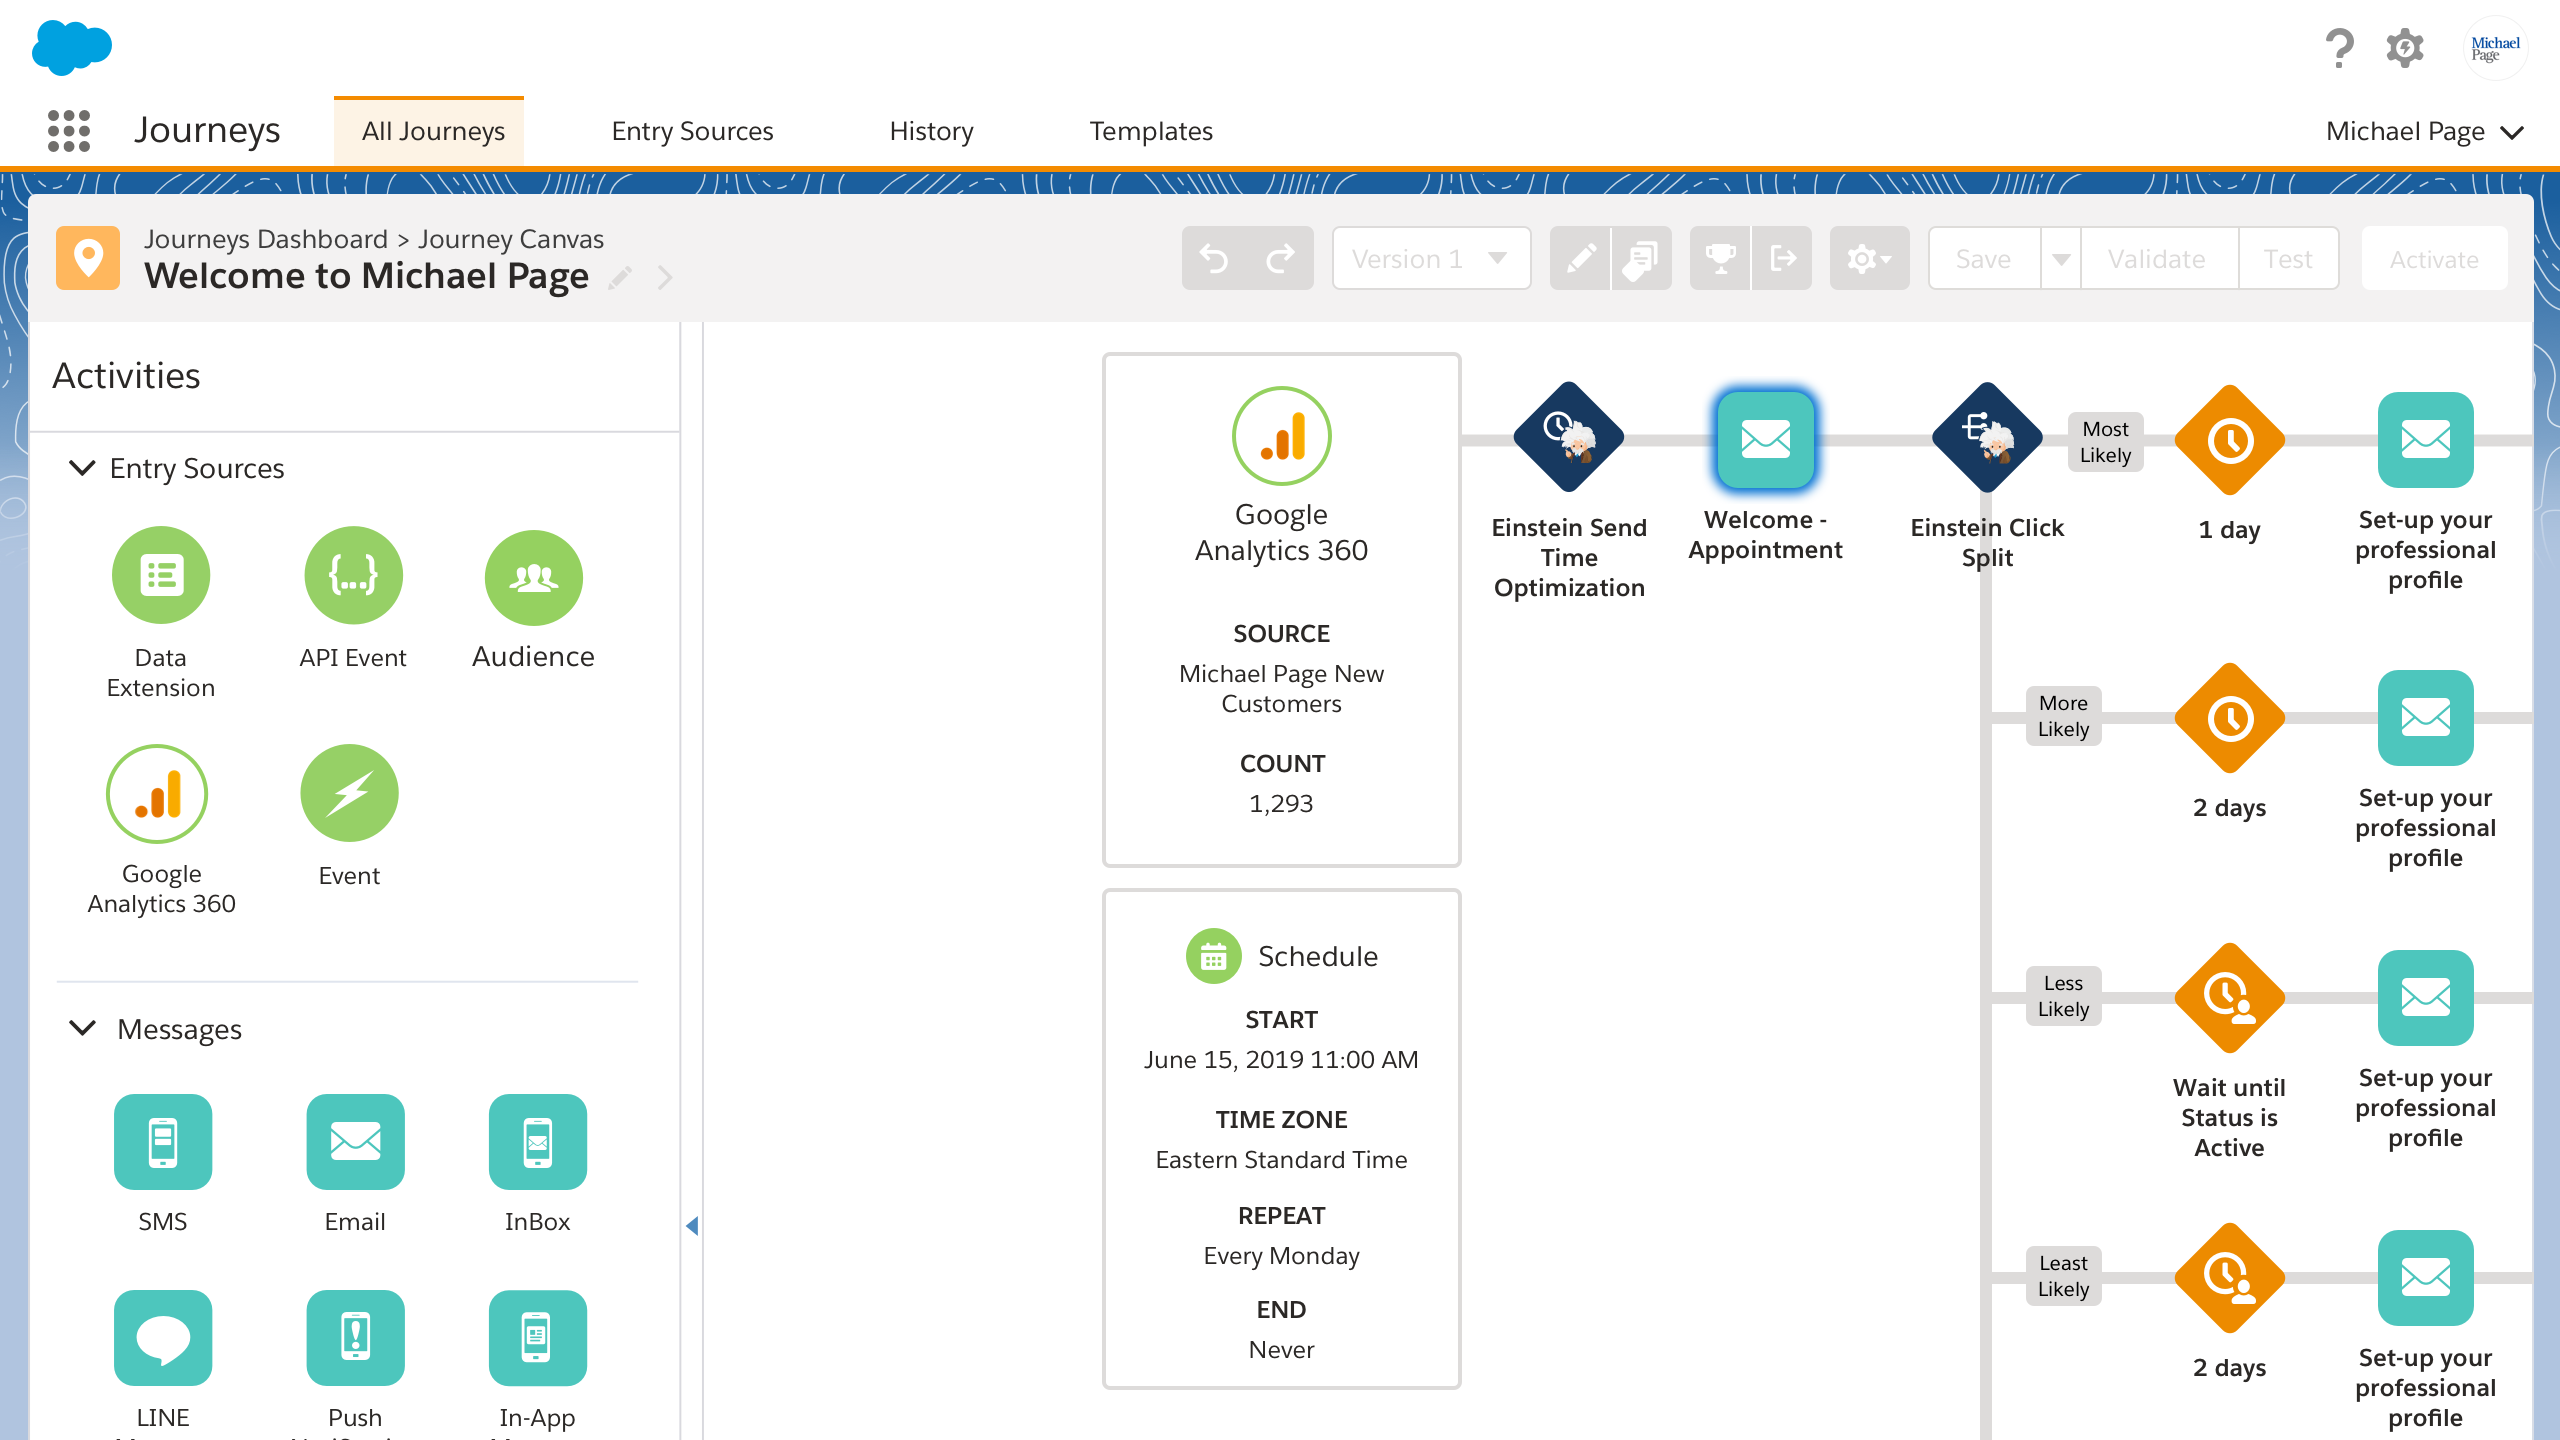 Michael
Page
Journeys
All Journeys
Entry Sources
History
Templates
Michael Page
Journeys Dashboard > Journey Canvas
Welcome to Michael Page
Version 1
Save
Validate
Test
Activate
Activities
Entry Sources
Data
Extension
API Event
Audience
Google
Analytics 360
Event
Messages
SMS
Email
InBox
LINE
Push
In-App
Google
Analytics 360
SOURCE
Michael Page New
Customers
COUNT
1,293
Schedule
START
June 15, 2019 11:00 AM
TIME ZONE
Eastern Standard Time
REPEAT
Every Monday
END
Never
Einstein Send
Time
Optimization
Welcome -
Appointment
Einstein Click
Split
Most
Likely
1 day
Set-up your
professional
profile
More
Likely
2 days
Set-up your
professional
profile
Less
Likely
Wait until
Status is
Active
Set-up your
professional
profile
Least
Likely
2 days
Set-up your
professional
profile